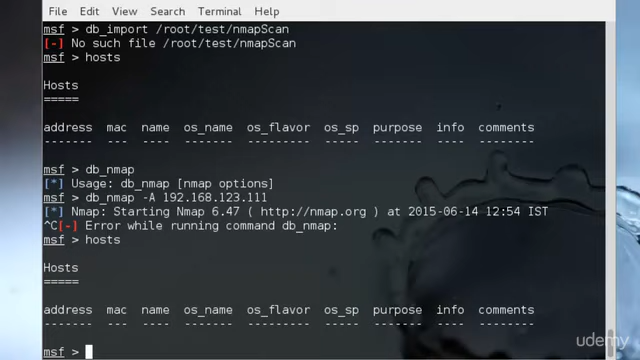 File Edit View Search Terminal Help
msf > db_import /root/test/nmapScan
[-] No such file /root/test/nmapScan
msf > hosts
Hosts
=====
address mac name os_name os_flavor os_sp purpose info comments
------- --- ---- ------- --------- ----- ------- ---- --------
msf > db_nmap
[*] Usage: db_nmap [nmap options]
msf > db_nmap -A 192.168.123.111
[*] Nmap: Starting Nmap 6.47 ( http://nmap.org ) at 2015-06-14 12:54 IST
^C[-] Error while running command db_nmap:
msf > hosts
Hosts
=====
address mac name os_name os_flavor os_sp purpose info comments
------- --- ---- ------- --------- ----- ------- ---- --------
msf >
udemy